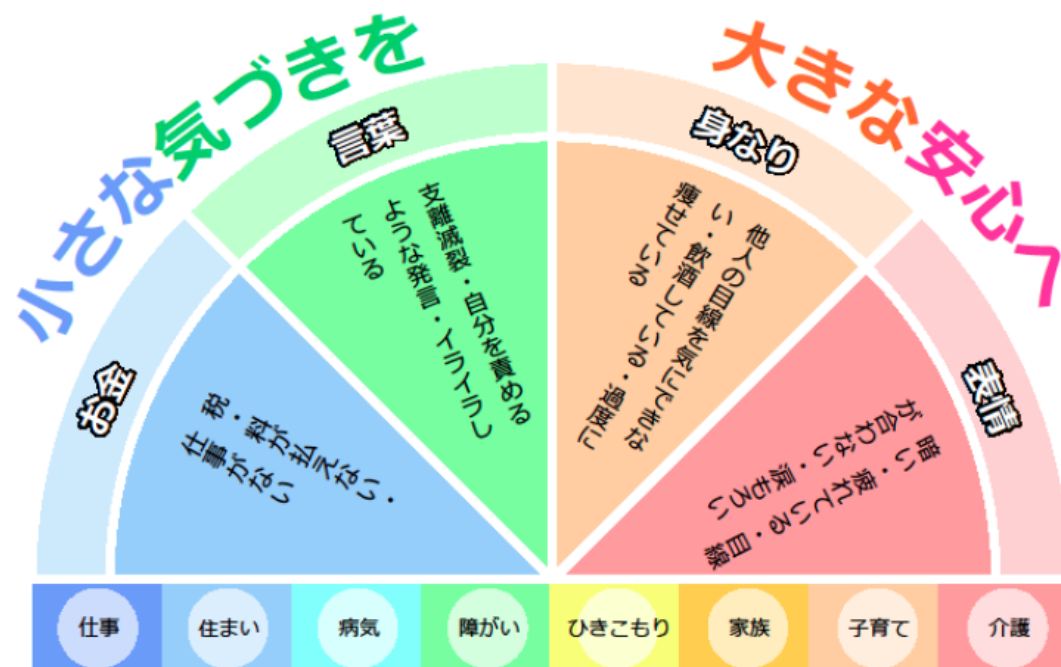 小さな気づきを
大きな安心へ
お金
税・料が払えない・
仕事がない
言葉
支離滅裂・自分を責める
ような発言・イライラし
ている
身なり
他人の目線を気にできな
い・飲酒している・過度に
痩せている
表情
暗い・疲れている・目線
が合わない・涙もろい
仕事
住まい
病気
障がい
ひきこもり
家族
子育て
介護